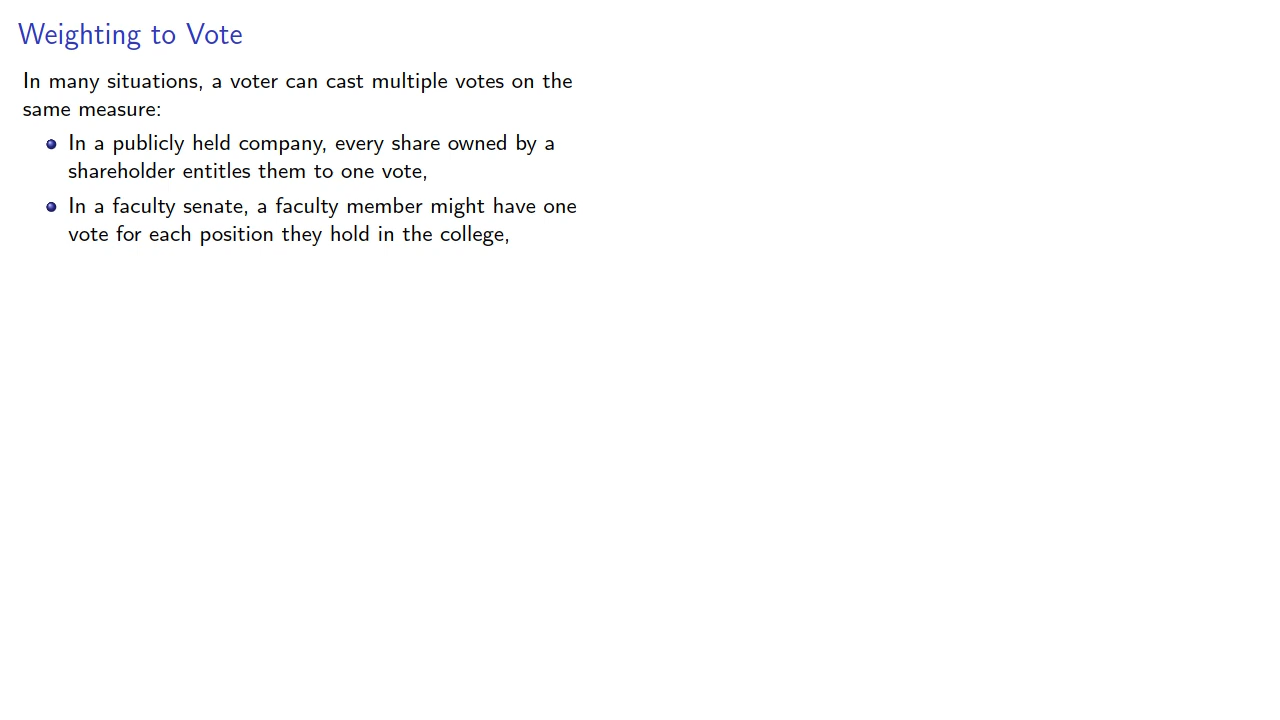 Weighting to Vote
In many situations, a voter can cast multiple votes on the
same measure:
In a publicly held company, every share owned by a
shareholder entitles them to one vote,
In a faculty senate, a faculty member might have one
vote for each position they hold in the college,